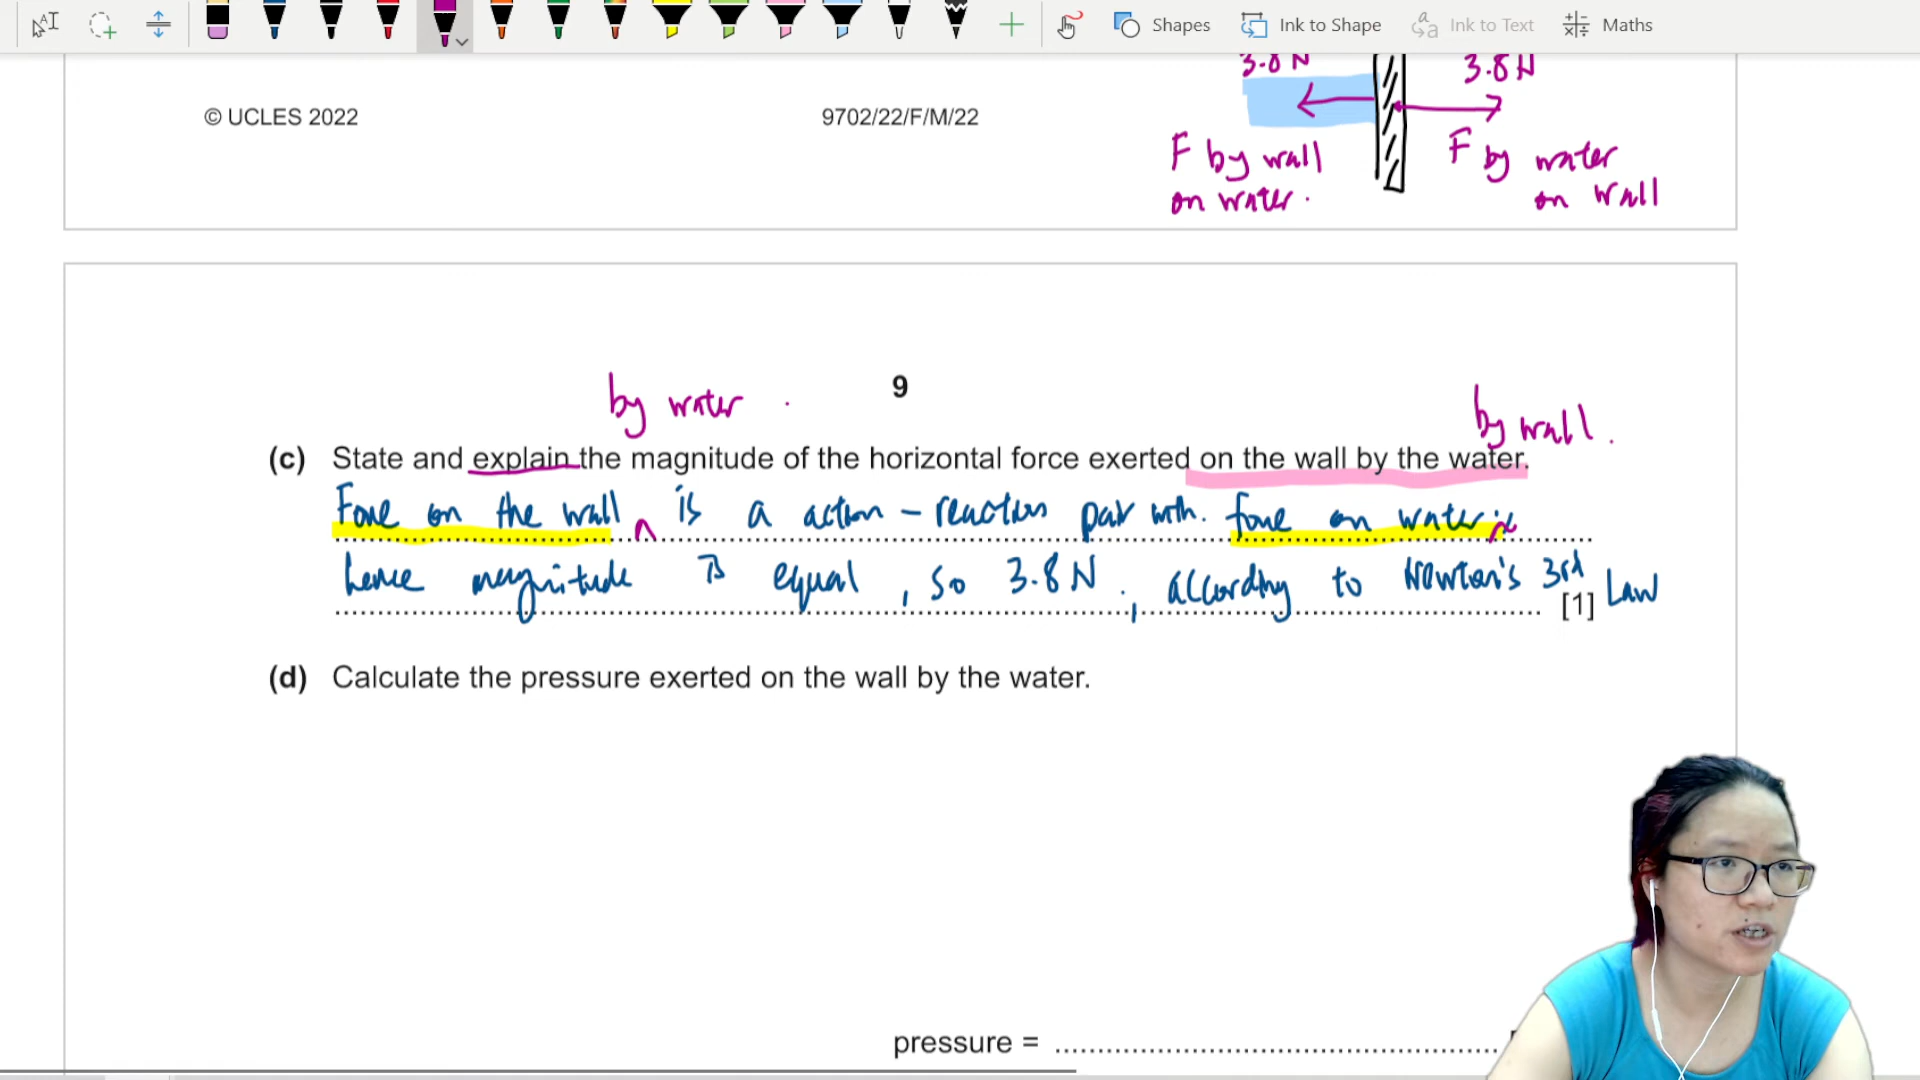 Shapes Ink to Shape Ink to Text Maths
3.8 N 3.8 N
© UCLES 2022 9702/22/F/M/22
F by wall on water.
F by water on wall
9
by water .
by wall .
(c) State and explain the magnitude of the horizontal force exerted on the wall by the water.
Force on the wall ^ is a action - reaction pair with. force on water
hence magnitude is equal, so 3.8 N., according to Newton's 3rd Law
[1]
(d) Calculate the pressure exerted on the wall by the water.
pressure = ....................................................